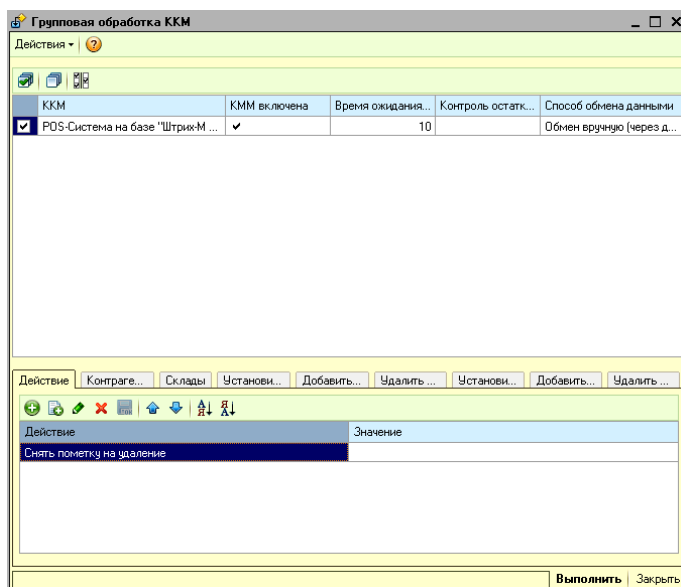 Групповая обработка ККМ
Действия
ККМ КММ включена Время ожидания... Контроль остатк... Способ обмена данными
POS-Система на базе "Штрих-М ... 10 Обмен вручную (через д...
Действие Контраге... Склады Установи... Добавить... Удалить ... Установи... Добавить... Удалить ...
Действие Значение
Снять пометку на удаление
Выполнить Закрыть